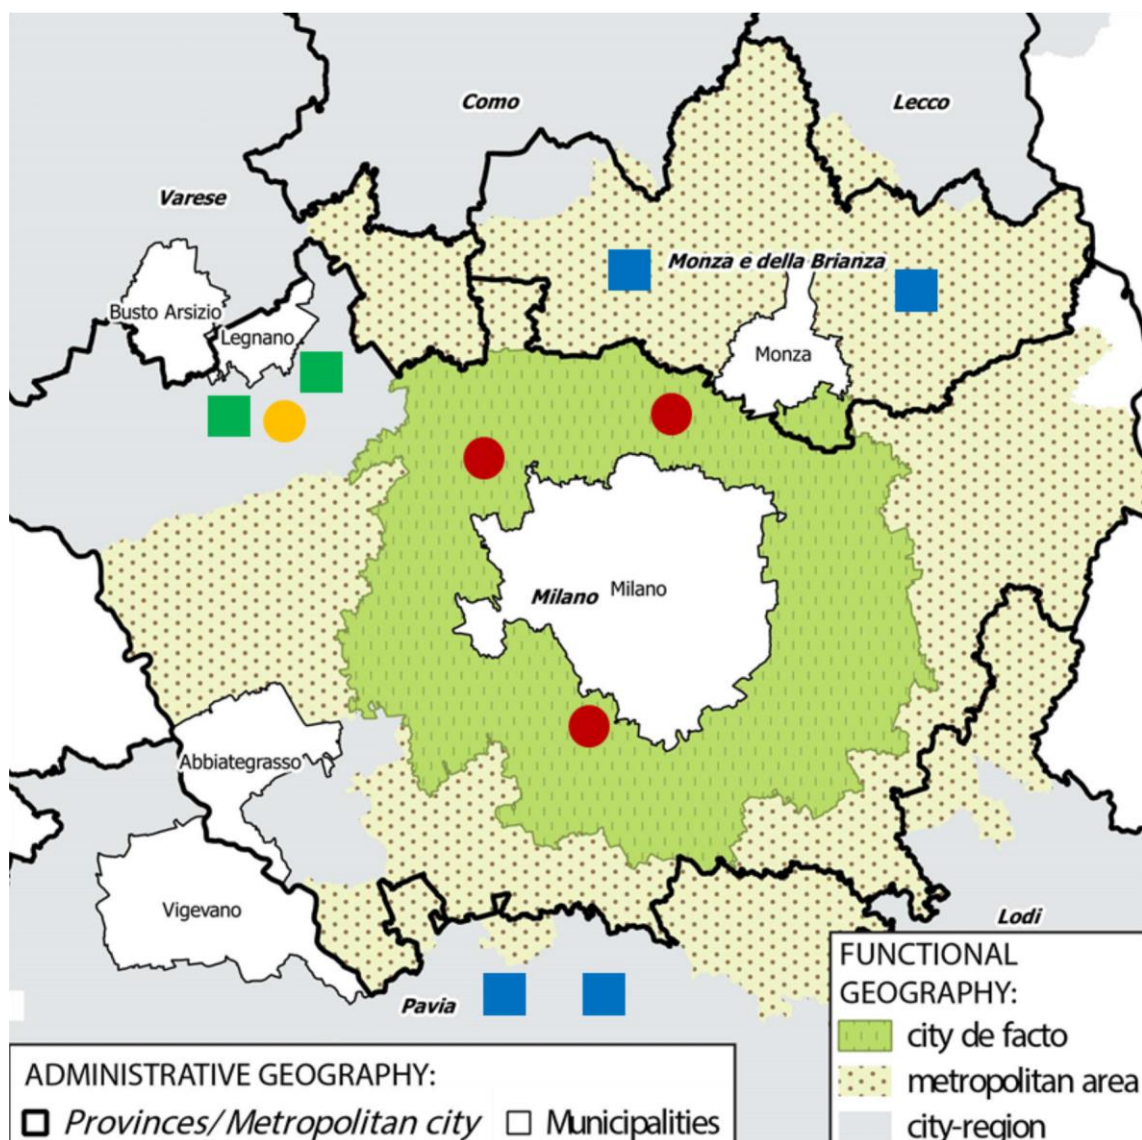 Como
Lecco
Varese
Monza e della Brianza
Busto Arsizio
Legnano
Monza
Milano Milano
Abbiategrasso
Vigevano
Lodi
Pavia
FUNCTIONAL
GEOGRAPHY:
city de facto
metropolitan area
city-region
ADMINISTRATIVE GEOGRAPHY:
Provinces/Metropolitan city Municipalities